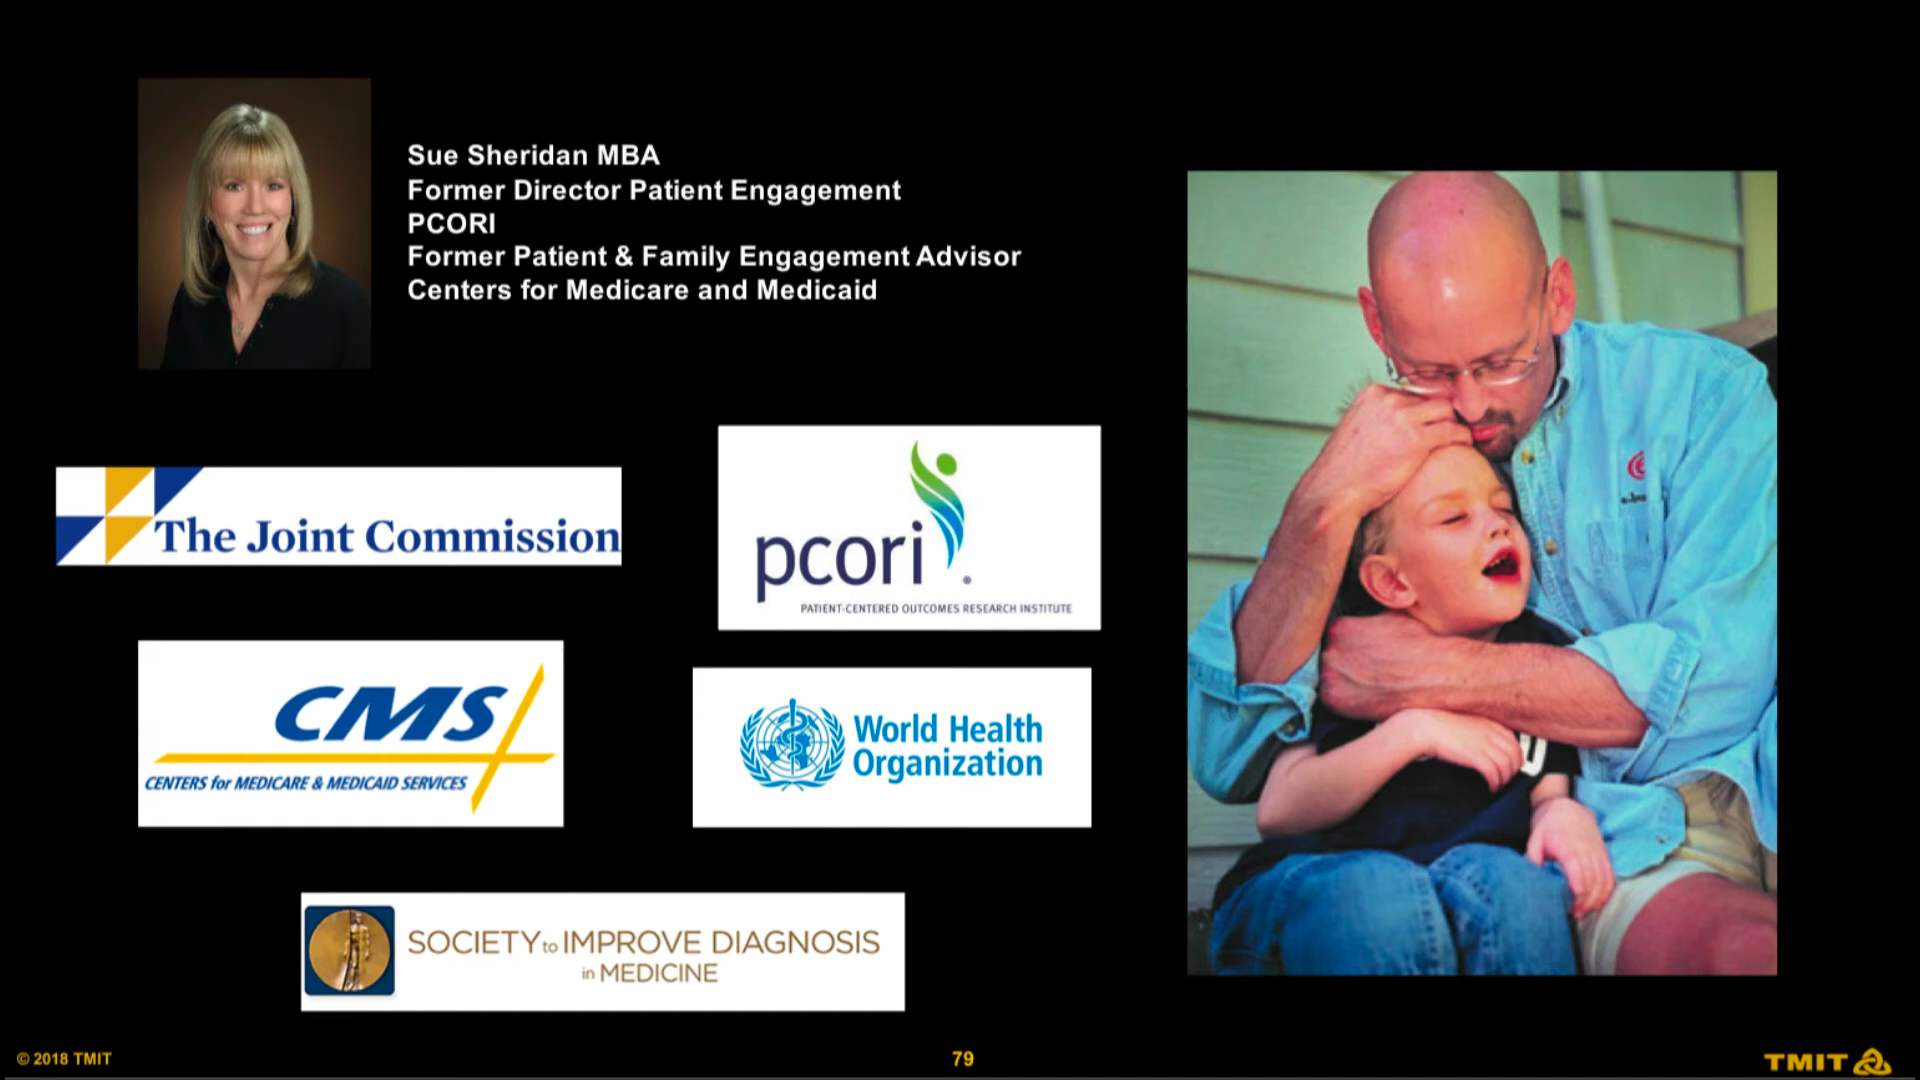 Sue Sheridan MBA
Former Director Patient Engagement
PCORI
Former Patient & Family Engagement Advisor
Centers for Medicare and Medicaid
The Joint Commission
pcori®
PATIENT-CENTERED OUTCOMES RESEARCH INSTITUTE
CMS
CENTERS for MEDICARE & MEDICAID SERVICES
World Health
Organization
SOCIETY to IMPROVE DIAGNOSIS
in MEDICINE
© 2018 TMIT
79
TMIT